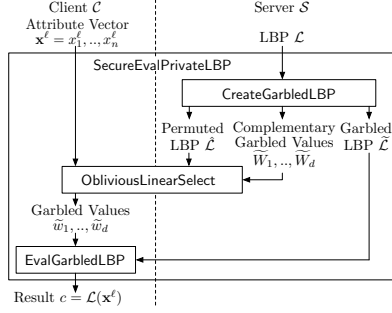 Client 𝒞
Server 𝒮
Attribute Vector
𝐱^ℓ = x_1^ℓ, .., x_n^ℓ
LBP ℒ
SecureEvalPrivateLBP
CreateGarbledLBP
Permuted
LBP ℒ̂
Complementary
Garbled Values
W̃_1, .., W̃_d
Garbled
LBP ℒ̃
ObliviousLinearSelect
Garbled Values
w̃_1, .., w̃_d
EvalGarbledLBP
Result c = ℒ(𝐱^ℓ)